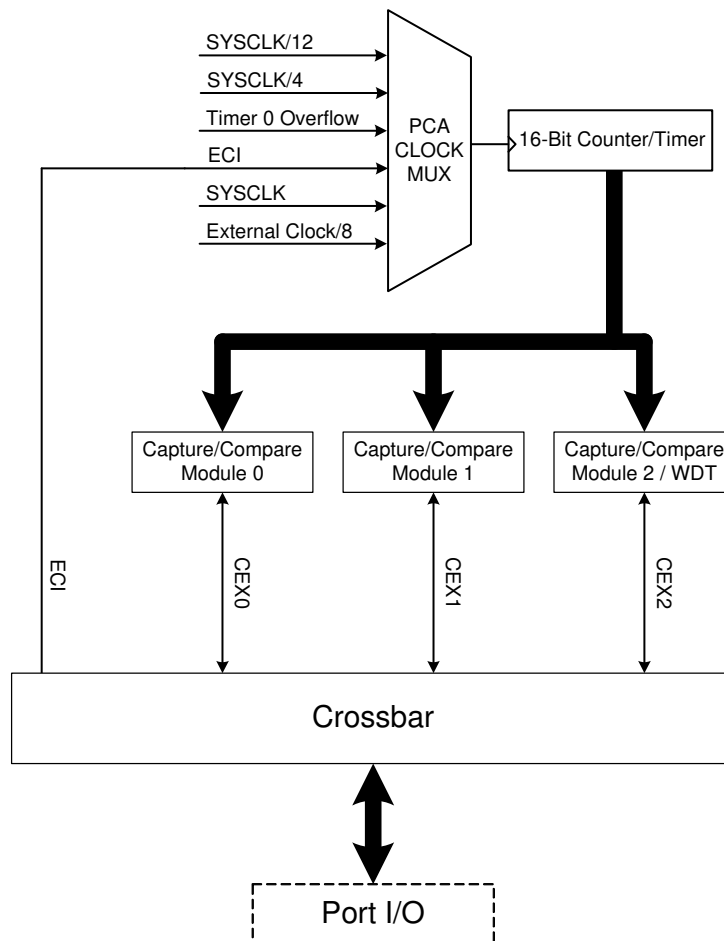 SYSCLK/12
SYSCLK/4
Timer 0 Overflow
ECI
SYSCLK
External Clock/8
PCA
CLOCK
MUX
16-Bit Counter/Timer
Capture/Compare
Module 0
Capture/Compare
Module 1
Capture/Compare
Module 2 / WDT
ECI
CEX0
CEX1
CEX2
Crossbar
Port I/O